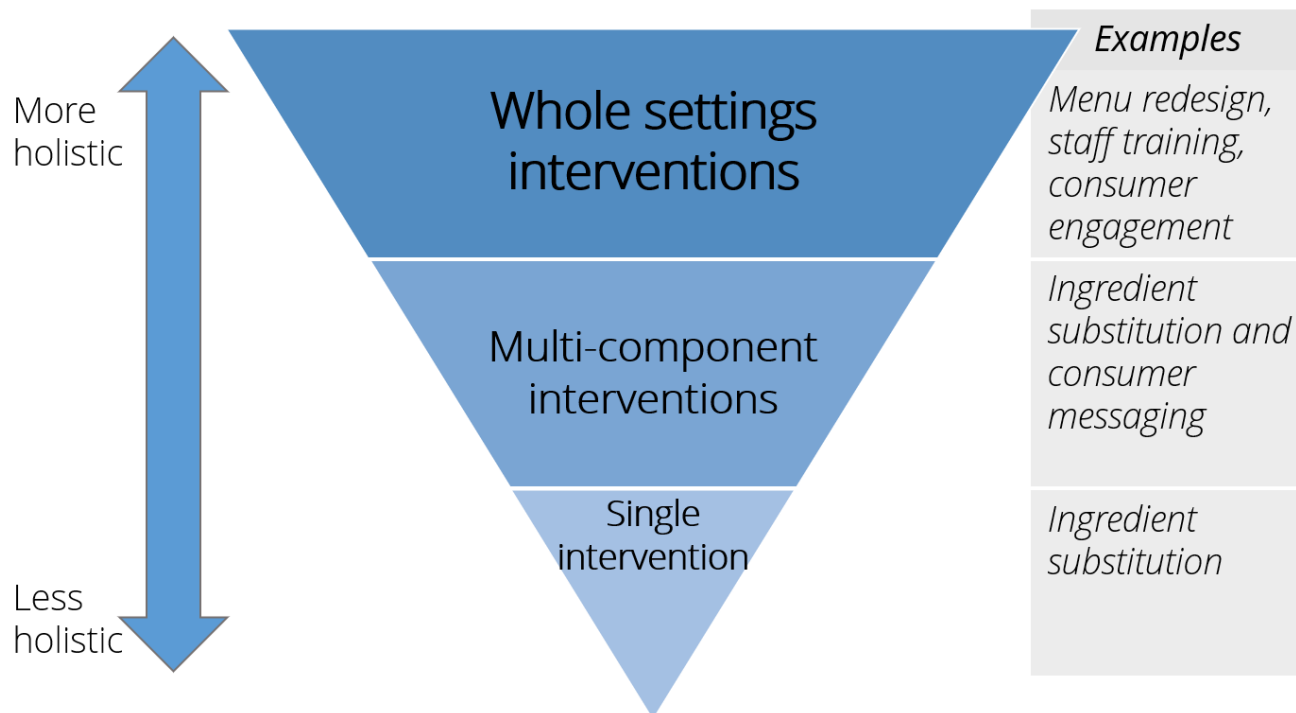 More
holistic
Less
holistic
Whole settings
interventions
Multi-component
interventions
Single
intervention
Examples
Menu redesign,
staff training,
consumer
engagement
Ingredient
substitution and
consumer
messaging
Ingredient
substitution